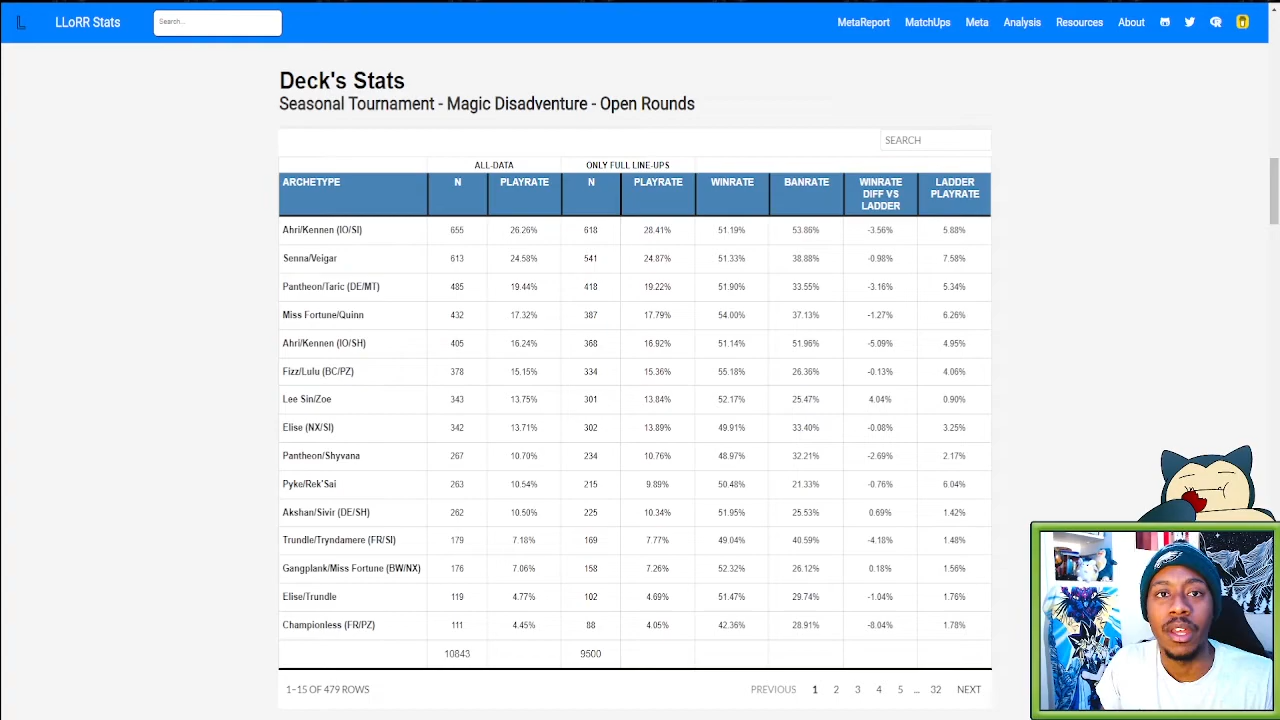 LLoRR Stats Search... MetaReport MatchUps Meta Analysis Resources About
Deck's Stats
Seasonal Tournament - Magic Disadventure - Open Rounds
SEARCH
ALL-DATA ONLY FULL LINE-UPS
ARCHETYPE N PLAYRATE N PLAYRATE WINRATE BANRATE WINRATE DIFF VS LADDER LADDER PLAYRATE
Ahri/Kennen (IO/SI) 655 26.26% 618 28.41% 51.19% 53.86% -3.56% 5.88%
Senna/Veigar 613 24.58% 541 24.87% 51.33% 38.88% -0.98% 7.58%
Pantheon/Taric (DE/MT) 485 19.44% 418 19.22% 51.90% 33.55% -3.16% 5.34%
Miss Fortune/Quinn 432 17.32% 387 17.79% 54.00% 37.13% -1.27% 6.26%
Ahri/Kennen (IO/SH) 405 16.24% 368 16.92% 51.14% 51.96% -5.09% 4.95%
Fizz/Lulu (BC/PZ) 378 15.15% 334 15.36% 55.18% 26.36% -0.13% 4.06%
Lee Sin/Zoe 343 13.75% 301 13.84% 52.17% 25.47% 4.04% 0.90%
Elise (NX/SI) 342 13.71% 302 13.89% 49.91% 33.40% -0.08% 3.25%
Pantheon/Shyvana 267 10.70% 234 10.76% 48.97% 32.21% -2.69% 2.17%
Pyke/Rek'Sai 263 10.54% 215 9.89% 50.48% 21.33% -0.76% 6.04%
Akshan/Sivir (DE/SH) 262 10.50% 225 10.34% 51.95% 25.53% 0.69% 1.42%
Trundle/Tryndamere (FR/SI) 179 7.18% 169 7.77% 49.04% 40.59% -4.18% 1.48%
Gangplank/Miss Fortune (BW/NX) 176 7.06% 158 7.26% 52.32% 26.12% 0.18% 1.56%
Elise/Trundle 119 4.77% 102 4.69% 51.47% 29.74% -1.04% 1.76%
Championless (FR/PZ) 111 4.45% 88 4.05% 42.36% 28.91% -8.04% 1.78%
10843 9500
1–15 OF 479 ROWS PREVIOUS 1 2 3 4 5 ... 32 NEXT